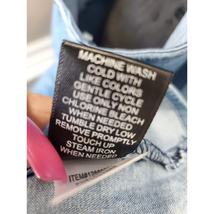 MACHINE WASH
COLD WITH
LIKE COLORS
GENTLE CYCLE
USE ONLY NON
CHLORINE BLEACH
WHEN NEEDED
TUMBLE DRY LOW
REMOVE PROMPTLY
TOUCH UP
STEAM IRON
WHEN NEEDED